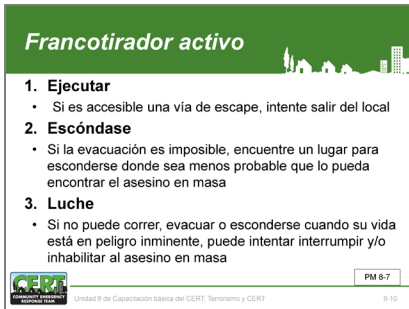 Francotirador activo
1. Ejecutar
• Si es accesible una vía de escape, intente salir del local
2. Escóndase
• Si la evacuación es imposible, encuentre un lugar para
esconderse donde sea menos probable que lo pueda
encontrar el asesino en masa
3. Luche
• Si no puede correr, evacuar o esconderse cuando su vida
está en peligro inminente, puede intentar interrumpir y/o
inhabilitar al asesino en masa
PM 8-7
CERT
COMMUNITY EMERGENCY
RESPONSE TEAM
Unidad 8 de Capacitación básica del CERT: Terrorismo y CERT
8-10